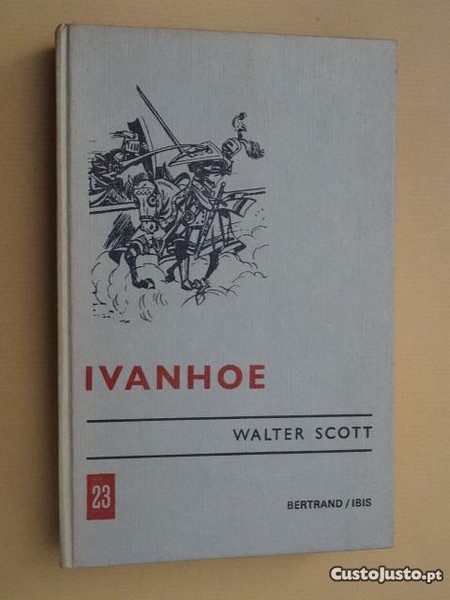 IVANHOE
WALTER SCOTT
23
BERTRAND/IBIS
CustoJusto.pt